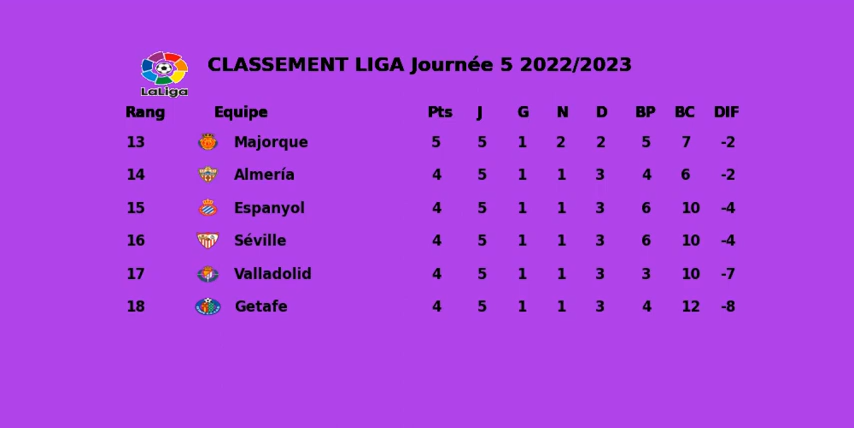 CLASSEMENT LIGA Journée 5 2022/2023
LaLiga
Rang Equipe Pts J G N D BP BC DIF
13 Majorque 5 5 1 2 2 5 7 -2
14 Almería 4 5 1 1 3 4 6 -2
15 Espanyol 4 5 1 1 3 6 10 -4
16 Séville 4 5 1 1 3 6 10 -4
17 Valladolid 4 5 1 1 3 3 10 -7
18 Getafe 4 5 1 1 3 4 12 -8